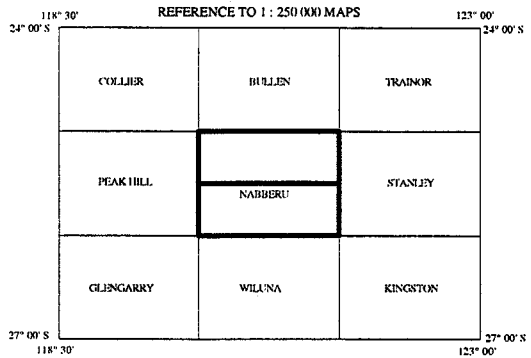 REFERENCE TO 1 : 250 000 MAPS
118° 30' 123° 00'
24° 00' S 24° 00' S
COLLIER BULLEN TRAINOR
PEAK HILL NABBERU STANLEY
GLENGARRY WILUNA KINGSTON
27° 00' S 27° 00' S
118° 30' 123° 00'